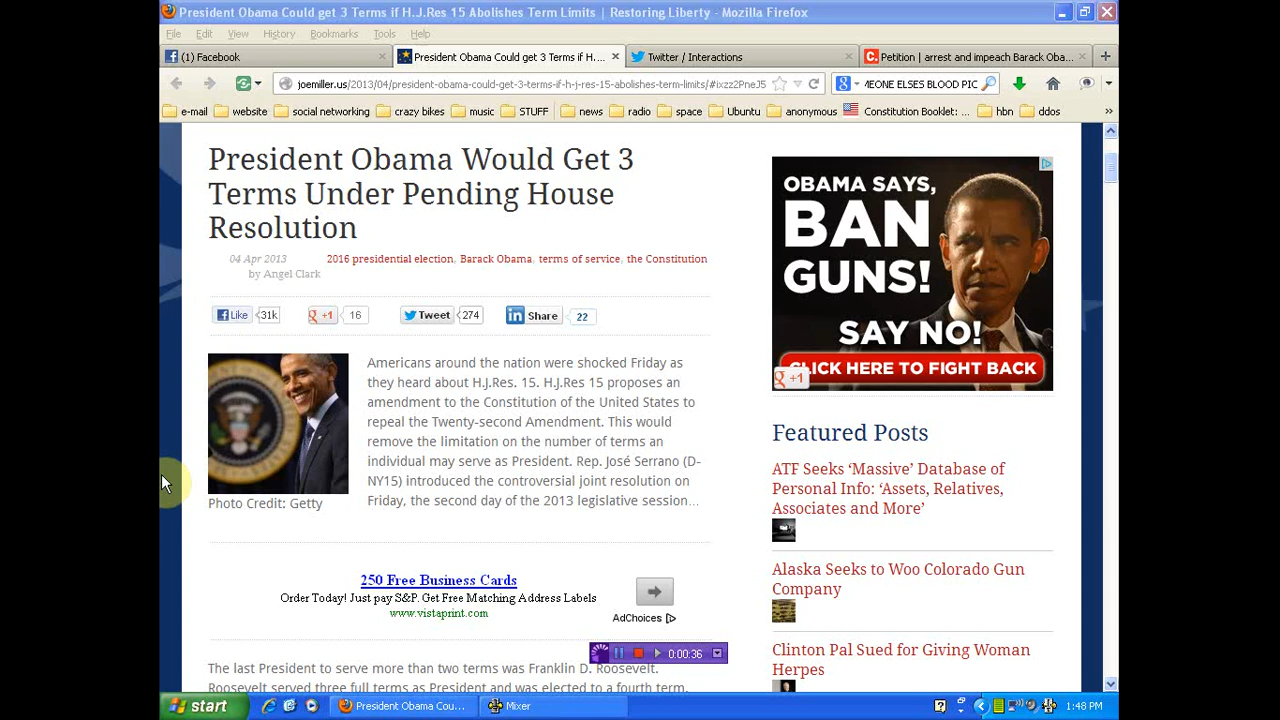 President Obama Could get 3 Terms if H.J.Res 15 Abolishes Term Limits | Restoring Liberty - Mozilla Firefox
File Edit View History Bookmarks Tools Help
(1) Facebook
President Obama Could get 3 Terms if H....
Twitter / Interactions
Petition | arrest and impeach Barack Oba...
joemiller.us/2013/04/president-obama-could-get-3-terms-if-h-j-res-15-abolishes-term-limits/#ixzz2PneJ5
EONE ELSES BLOOD PIC
e-mail website social networking crazy bikes music STUFF news radio space Ubuntu anonymous Constitution Booklet: ... hbn ddos
President Obama Would Get 3
Terms Under Pending House
Resolution
04 Apr 2013
by Angel Clark
2016 presidential election, Barack Obama, terms of service, the Constitution
Like 31k +1 16 Tweet 274 Share 22
Americans around the nation were shocked Friday as
they heard about H.J.Res. 15. H.J.Res 15 proposes an
amendment to the Constitution of the United States to
repeal the Twenty-second Amendment. This would
remove the limitation on the number of terms an
individual may serve as President. Rep. José Serrano (D-
NY15) introduced the controversial joint resolution on
Friday, the second day of the 2013 legislative session...
Photo Credit: Getty
250 Free Business Cards
Order Today! Just pay S&P. Get Free Matching Address Labels
www.vistaprint.com
AdChoices
0:00:36
The last President to serve more than two terms was Franklin D. Roosevelt.
Roosevelt served three full terms as President and was elected to a fourth term.
OBAMA SAYS,
BAN
GUNS!
SAY NO!
CLICK HERE TO FIGHT BACK
+1
Featured Posts
ATF Seeks ‘Massive’ Database of
Personal Info: ‘Assets, Relatives,
Associates and More’
Alaska Seeks to Woo Colorado Gun
Company
Clinton Pal Sued for Giving Woman
Herpes
start
President Obama Cou...
Mixer
1:48 PM